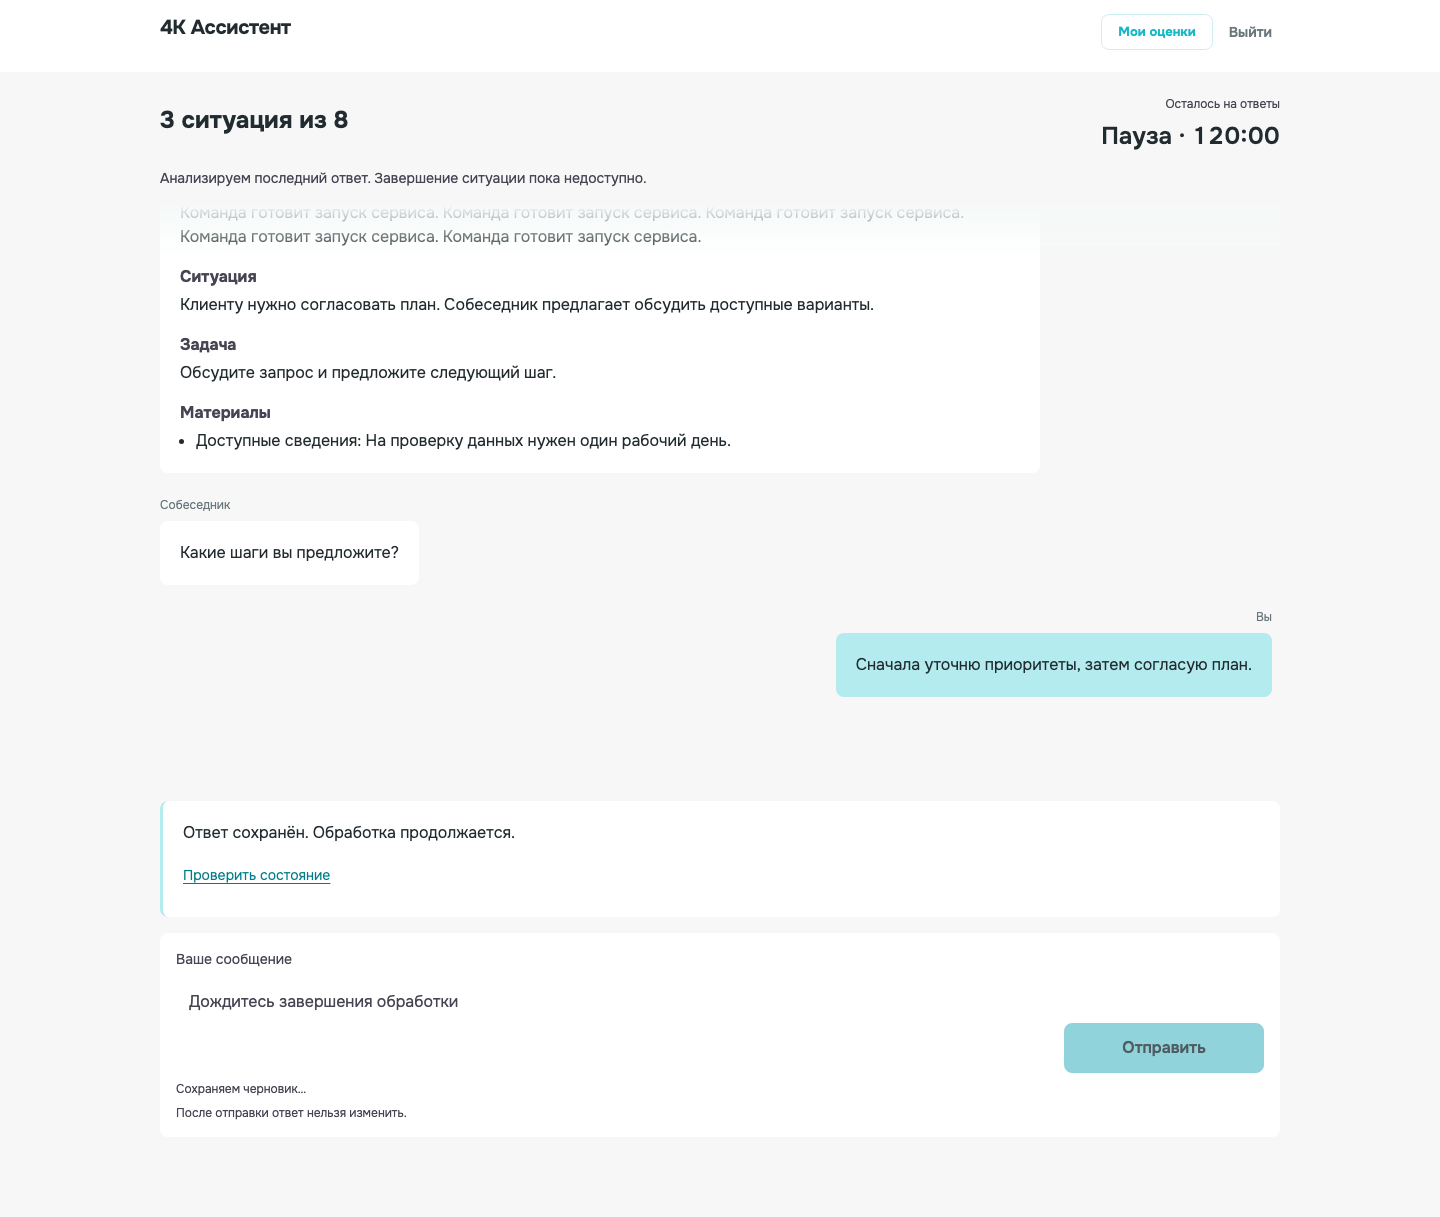 4К Ассистент
Мои оценки
Выйти
3 ситуация из 8
Осталось на ответы
Пауза · 120:00
Анализируем последний ответ. Завершение ситуации пока недоступно.
Команда готовит запуск сервиса. Команда готовит запуск сервиса. Команда готовит запуск сервиса.
Команда готовит запуск сервиса. Команда готовит запуск сервиса.
Ситуация
Клиенту нужно согласовать план. Собеседник предлагает обсудить доступные варианты.
Задача
Обсудите запрос и предложите следующий шаг.
Материалы
• Доступные сведения: На проверку данных нужен один рабочий день.
Собеседник
Какие шаги вы предложите?
Вы
Сначала уточню приоритеты, затем согласую план.
Ответ сохранён. Обработка продолжается.
Проверить состояние
Ваше сообщение
Дождитесь завершения обработки
Отправить
Сохраняем черновик...
После отправки ответ нельзя изменить.